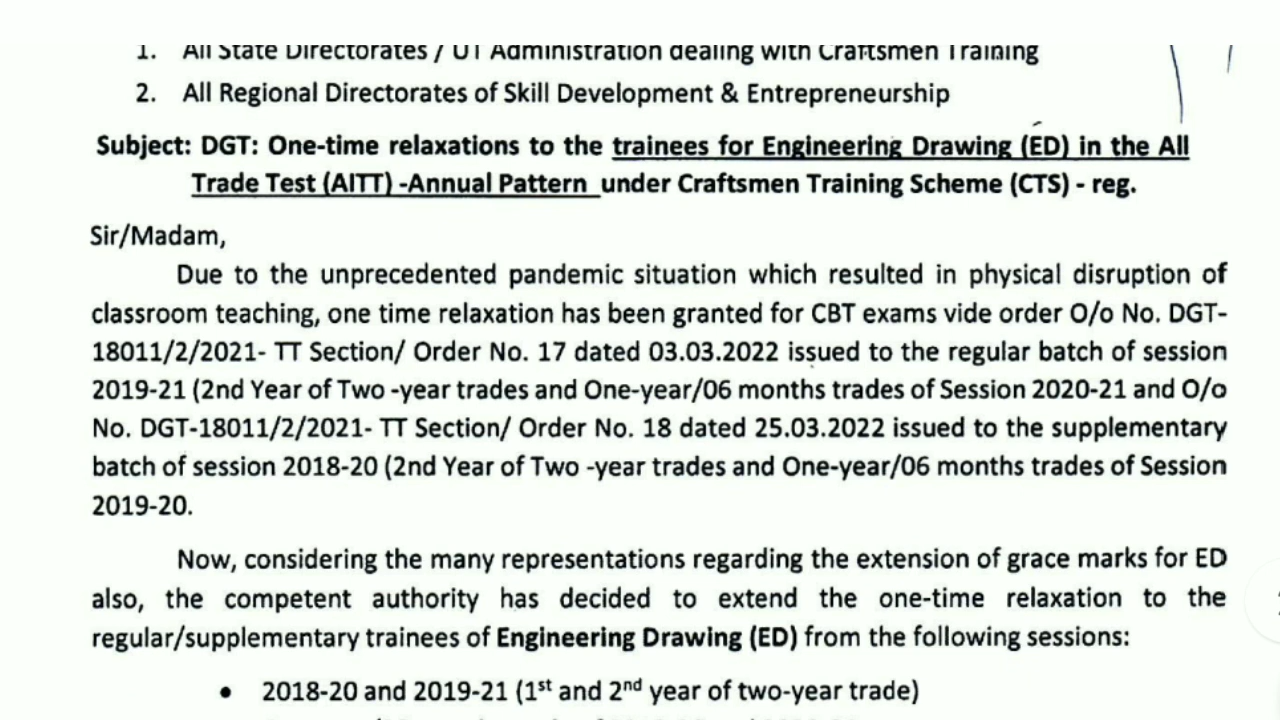 1. All State Directorates / UT Administration dealing with Craftsmen Training
2. All Regional Directorates of Skill Development & Entrepreneurship
Subject: DGT: One-time relaxations to the trainees for Engineering Drawing (ED) in the All
Trade Test (AITT) -Annual Pattern under Craftsmen Training Scheme (CTS) - reg.
Sir/Madam,
Due to the unprecedented pandemic situation which resulted in physical disruption of
classroom teaching, one time relaxation has been granted for CBT exams vide order O/o No. DGT-
18011/2/2021- TT Section/ Order No. 17 dated 03.03.2022 issued to the regular batch of session
2019-21 (2nd Year of Two -year trades and One-year/06 months trades of Session 2020-21 and O/o
No. DGT-18011/2/2021- TT Section/ Order No. 18 dated 25.03.2022 issued to the supplementary
batch of session 2018-20 (2nd Year of Two -year trades and One-year/06 months trades of Session
2019-20.
Now, considering the many representations regarding the extension of grace marks for ED
also, the competent authority has decided to extend the one-time relaxation to the
regular/supplementary trainees of Engineering Drawing (ED) from the following sessions:
• 2018-20 and 2019-21 (1st and 2nd year of two-year trade)